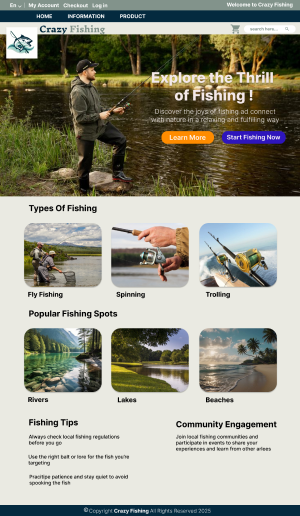 En | My Account Checkout Log in Welcome to Crazy Fishing
HOME INFORMATION PRODUCT
Crazy Fishing
search here...
Explore the Thrill
of Fishing !
Discover the joys of fishing ad connect
with nature in a relaxing and fulfilling way
Learn More Start Fishing Now
Types Of Fishing
Fly Fishing Spinning Trolling
Popular Fishing Spots
Rivers Lakes Beaches
Fishing Tips
Always check local fishing regulations
before you go
Use the right bait or lore for the fish you're
targeting
Practipe patience and stay quiet to avoid
spooking the fish
Community Engagement
Join local fishing communities and
participate in events to share your
experiences and learn from other
© Copyright Crazy Fishing All Rights Reserved 2025